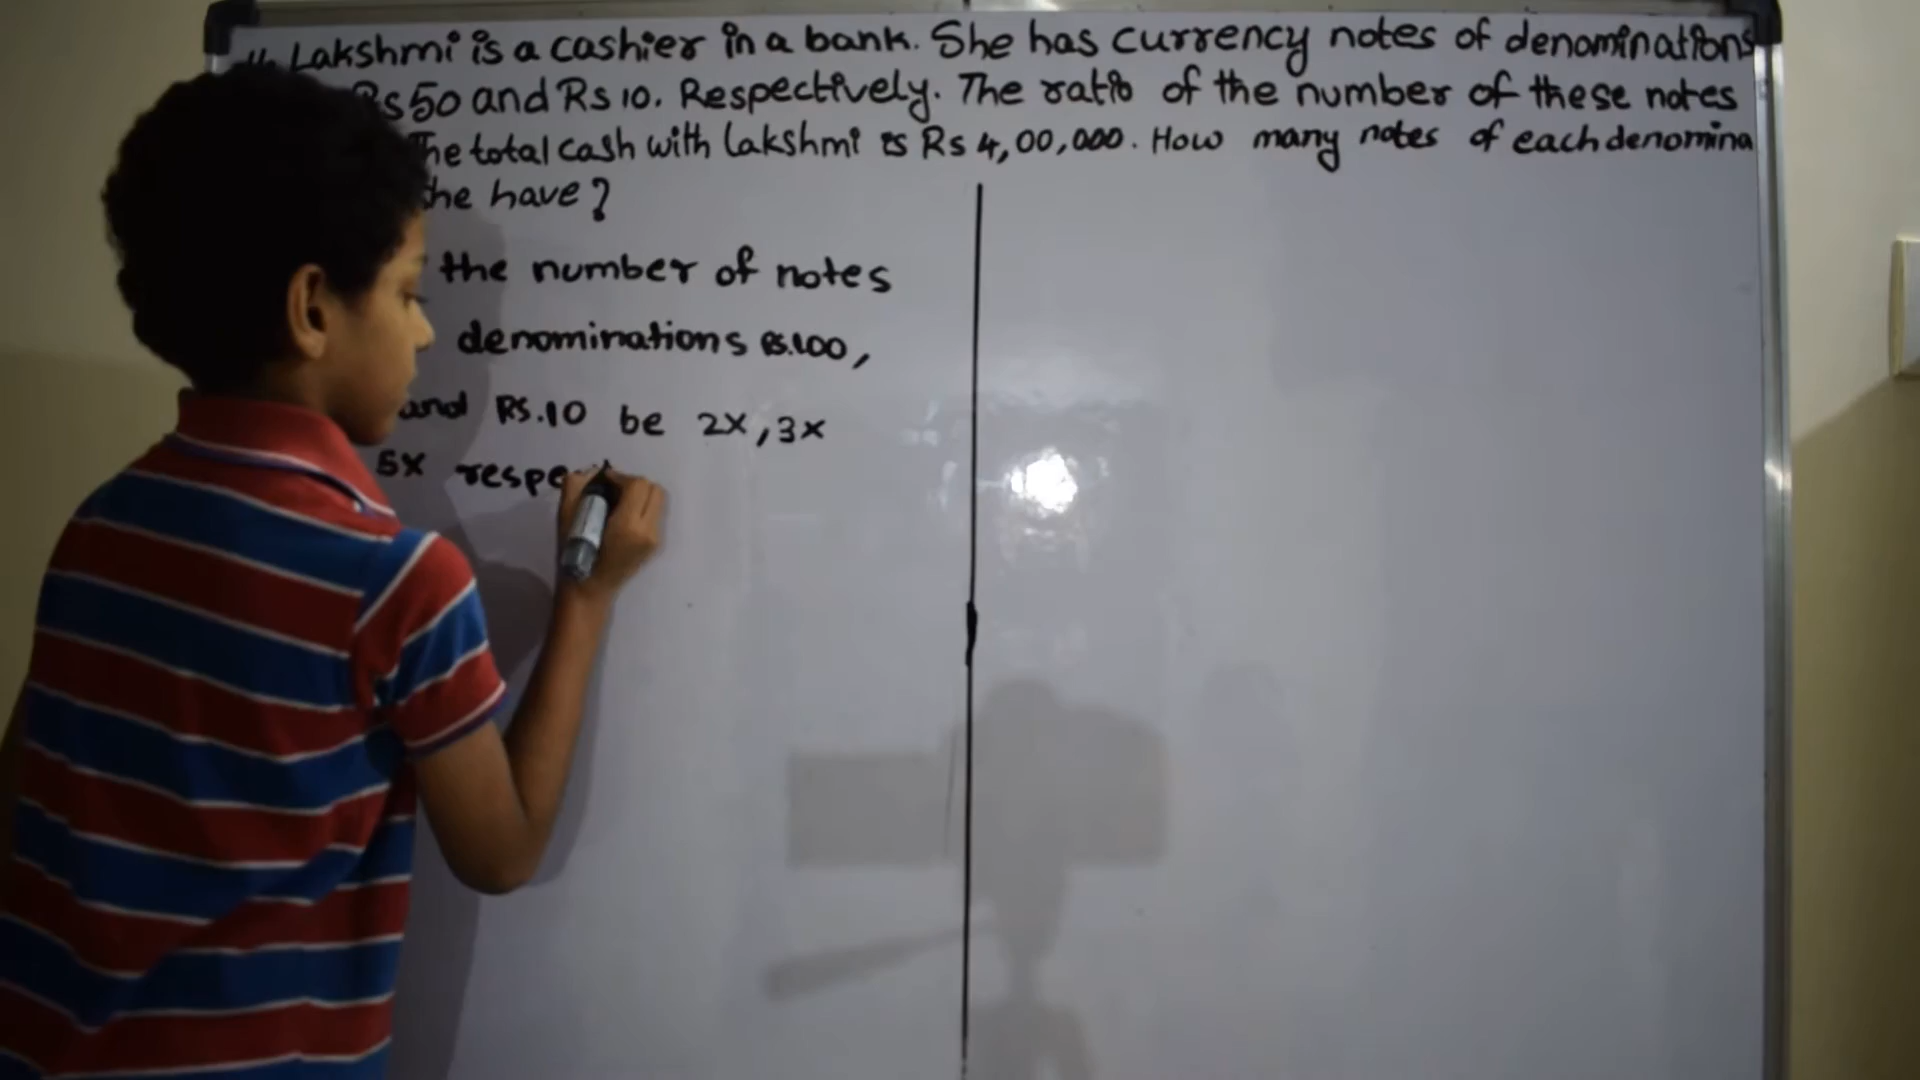 Lakshmi is a cashier in a bank. She has currency notes of denominations
Rs 50 and Rs 10. Respectively. The ratio of the number of these notes
The total cash with Lakshmi is Rs 4,00,000. How many notes of each denomina
he have?
the number of notes
denominations Rs.100,
and RS.10 be 2x, 3x
5x respect